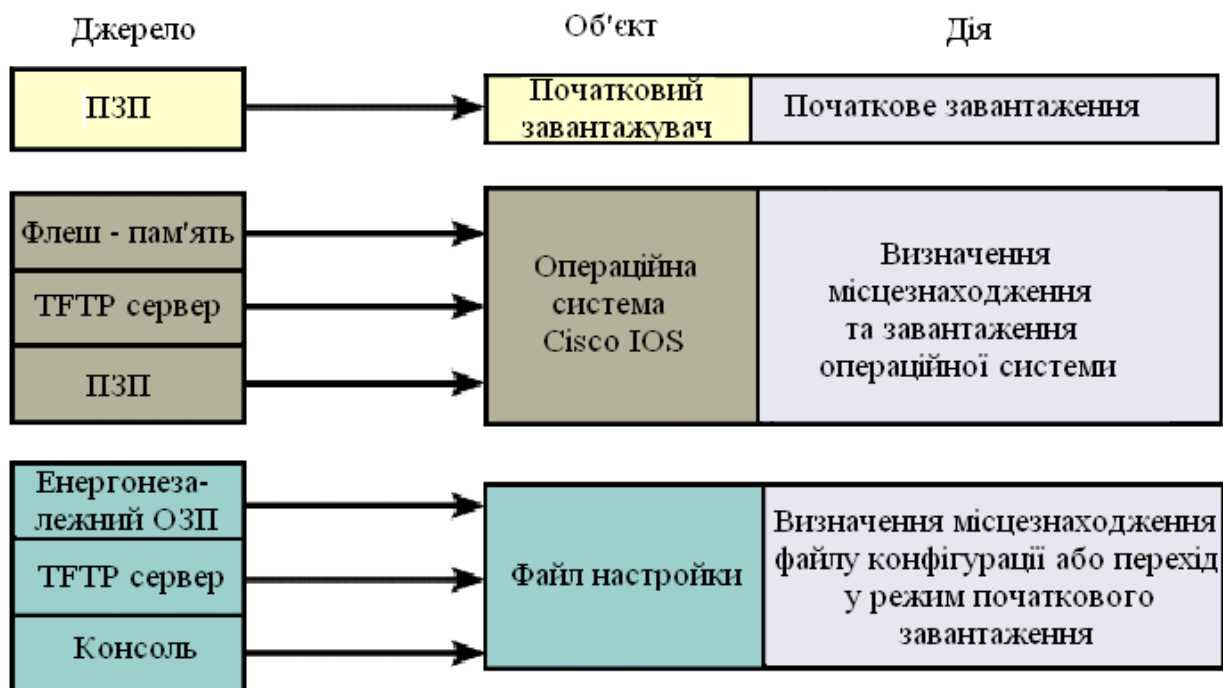 Джерело
Об'єкт
Дія
ПЗП
Початковий
завантажувач
Початкове завантаження
Флеш - пам'ять
TFTP сервер
ПЗП
Операційна
система
Cisco IOS
Визначення
місцезнаходження
та завантаження
операційної системи
Енергонеза-
лежний ОЗП
TFTP сервер
Консоль
Файл настройки
Визначення місцезнаходження
файлу конфігурації або перехід
у режим початкового
завантаження